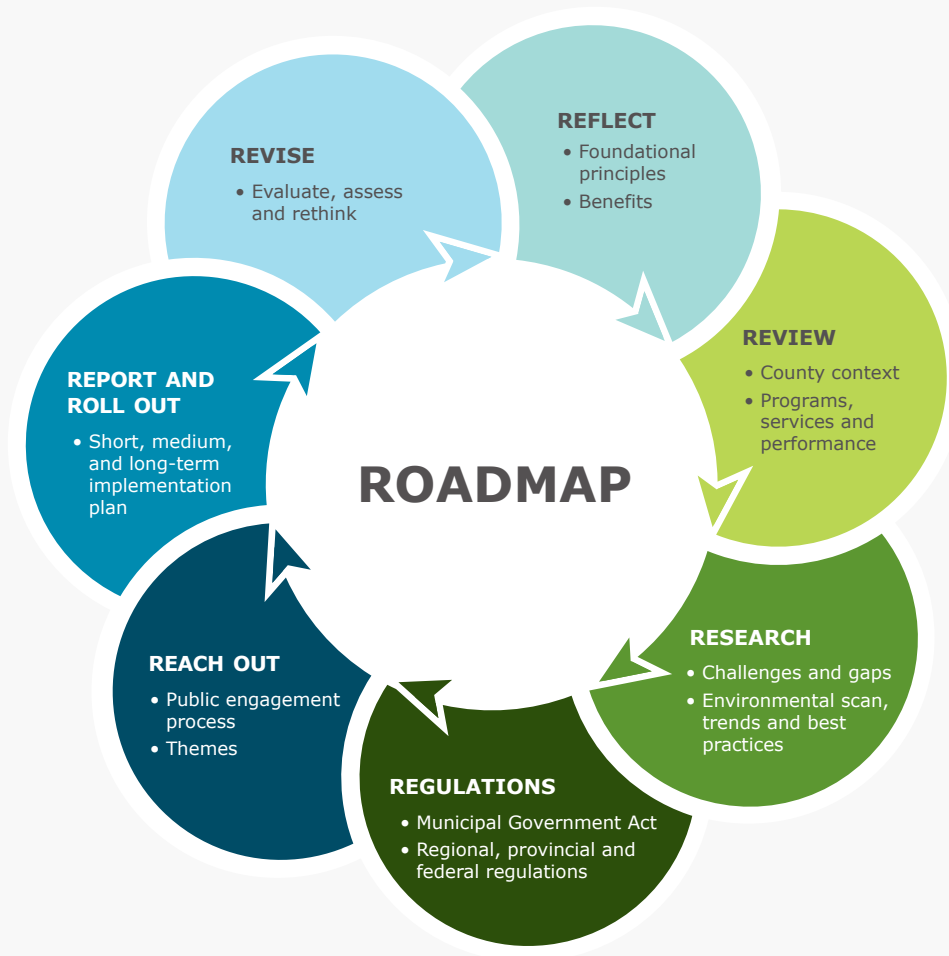 REFLECT
• Foundational
principles
• Benefits
REVIEW
• County context
• Programs,
services and
performance
RESEARCH
• Challenges and gaps
• Environmental scan,
trends and best
practices
REGULATIONS
• Municipal Government Act
• Regional, provincial and
federal regulations
REACH OUT
• Public engagement
process
• Themes
REPORT AND
ROLL OUT
• Short, medium,
and long-term
implementation
plan
REVISE
• Evaluate, assess
and rethink
ROADMAP